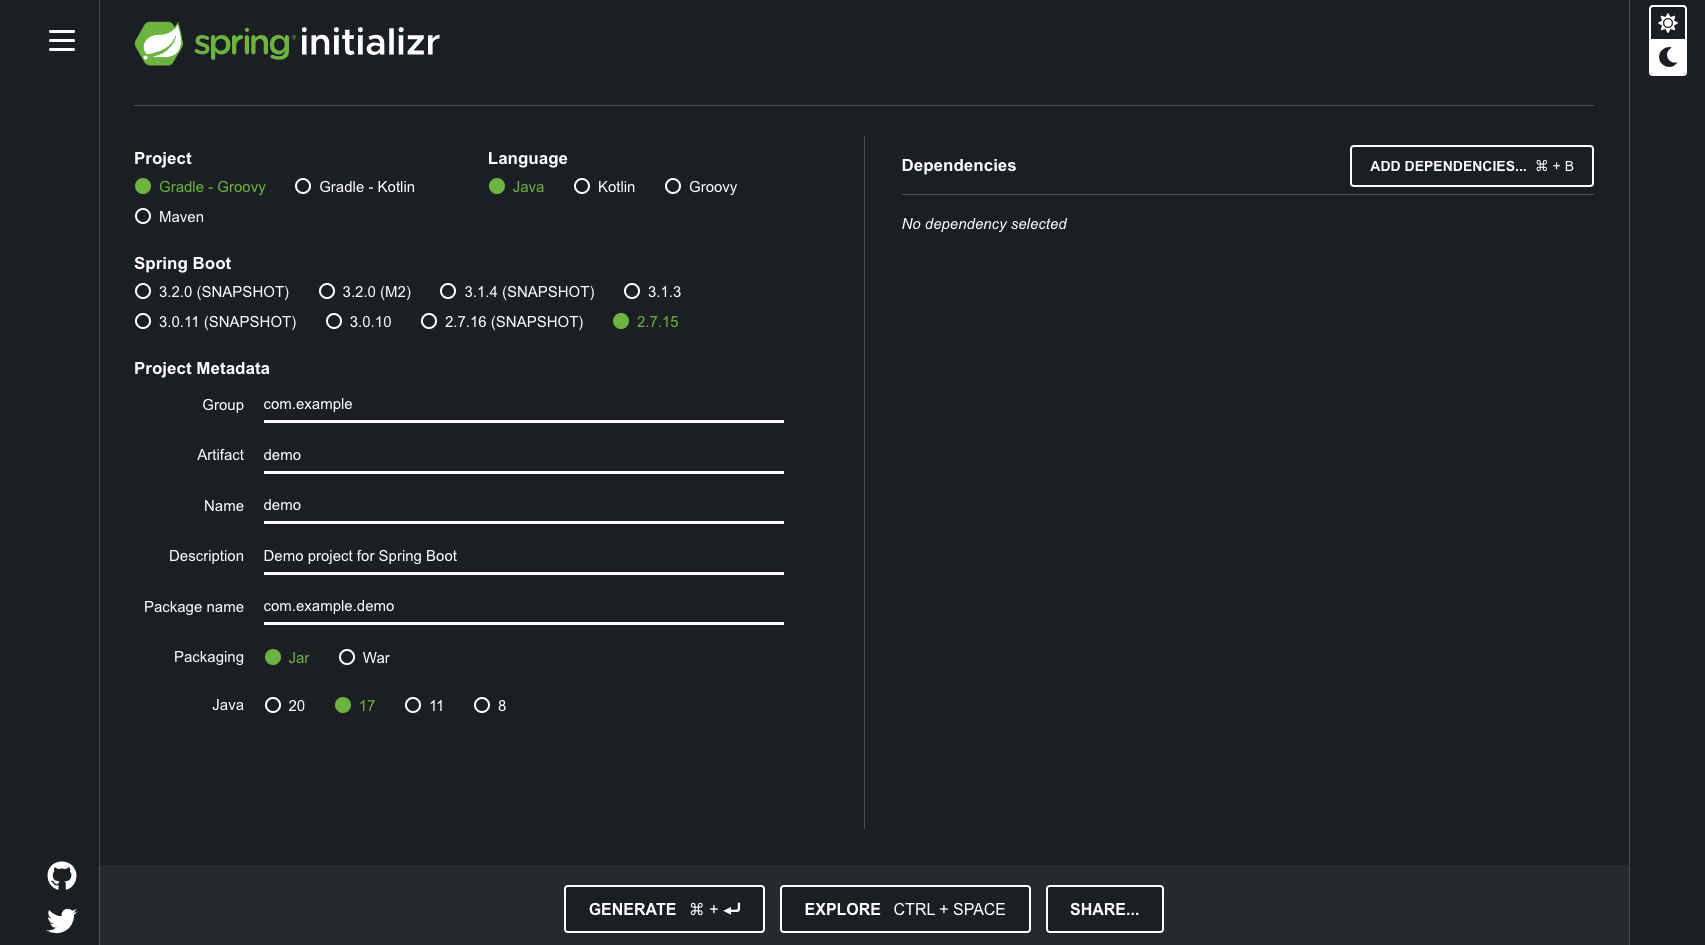 spring initializr
Project
Gradle - Groovy Gradle - Kotlin
Maven
Language
Java Kotlin Groovy
Spring Boot
3.2.0 (SNAPSHOT) 3.2.0 (M2) 3.1.4 (SNAPSHOT) 3.1.3
3.0.11 (SNAPSHOT) 3.0.10 2.7.16 (SNAPSHOT) 2.7.15
Project Metadata
Group com.example
Artifact demo
Name demo
Description Demo project for Spring Boot
Package name com.example.demo
Packaging Jar War
Java 20 17 11 8
Dependencies ADD DEPENDENCIES... ⌘ + B
No dependency selected
GENERATE ⌘ + ⏎ EXPLORE CTRL + SPACE SHARE...